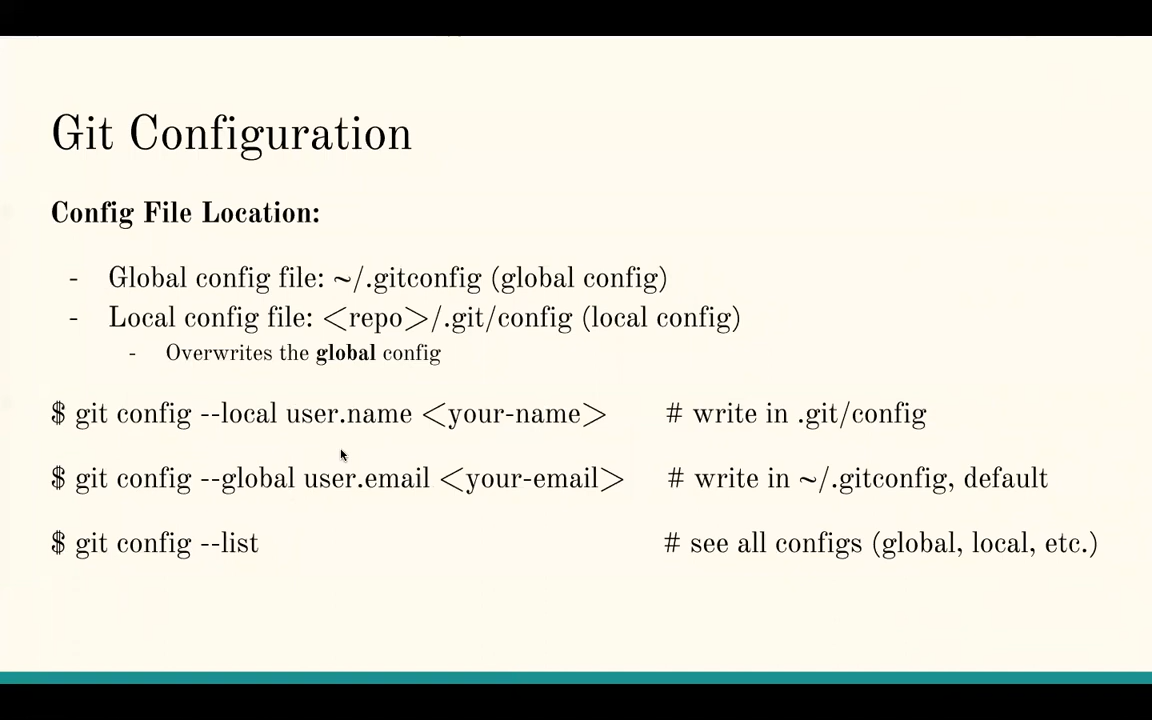 Git Configuration
Config File Location:
- Global config file: ~/.gitconfig (global config)
- Local config file: <repo>/.git/config (local config)
- Overwrites the global config
$ git config --local user.name <your-name> # write in .git/config
$ git config --global user.email <your-email> # write in ~/.gitconfig, default
$ git config --list # see all configs (global, local, etc.)